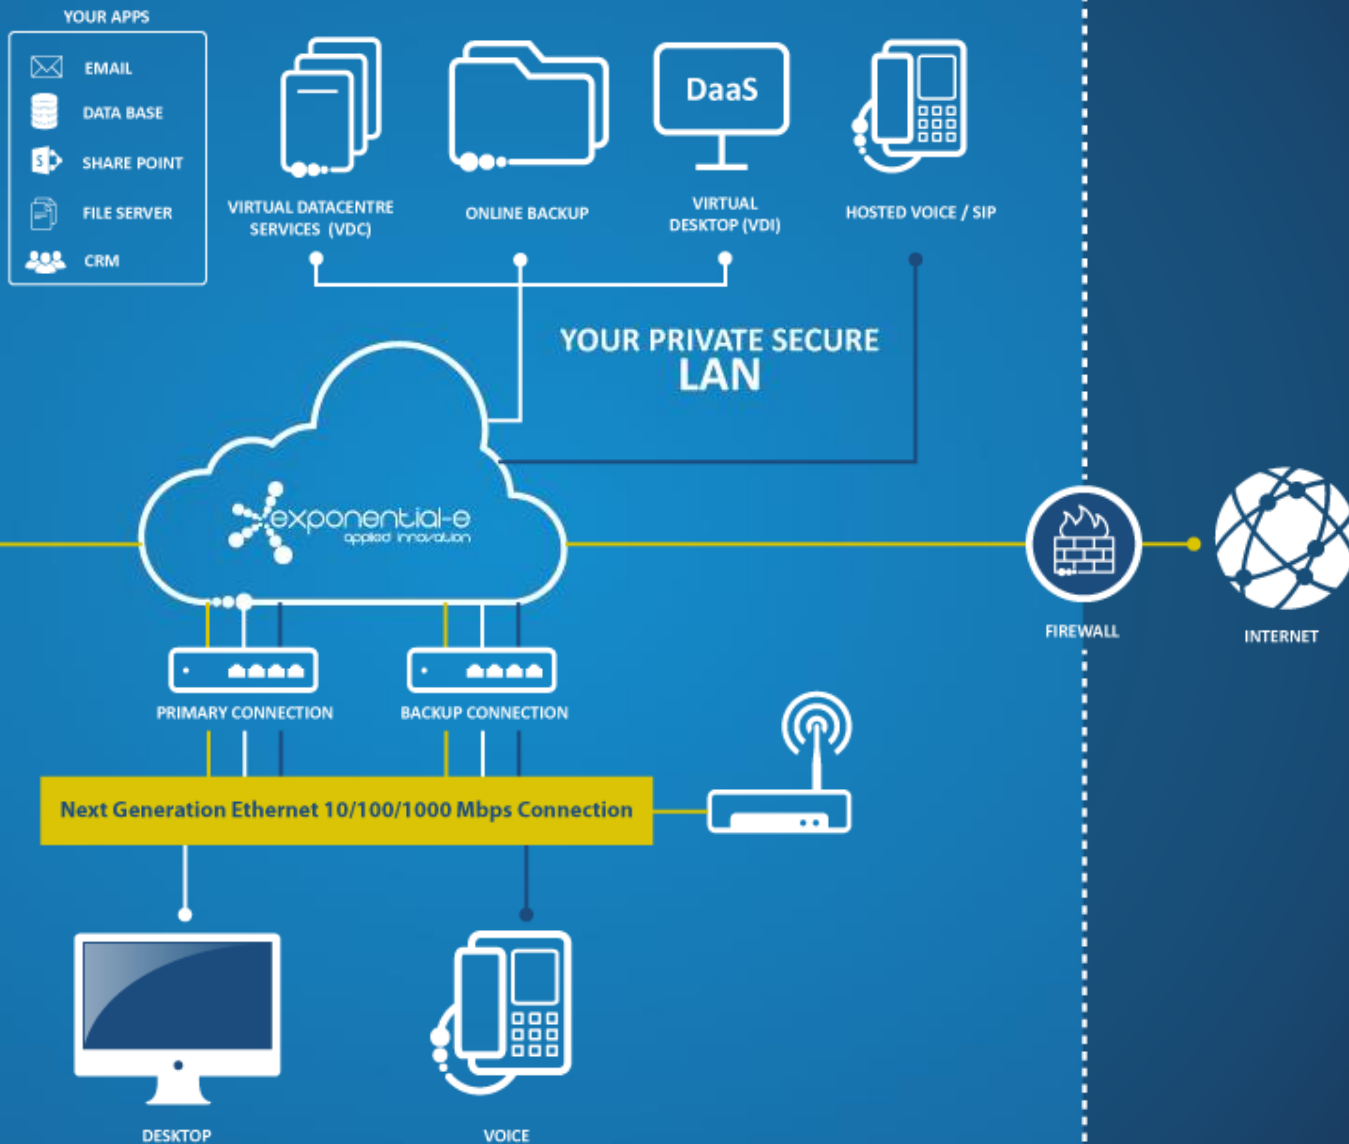 YOUR APPS
EMAIL
DATA BASE
S
SHARE POINT
FILE SERVER
CRM
VIRTUAL DATACENTRE
SERVICES (VDC)
ONLINE BACKUP
DaaS
VIRTUAL
DESKTOP (VDI)
HOSTED VOICE / SIP
YOUR PRIVATE SECURE
LAN
exponential-e
applied innovation
FIREWALL
INTERNET
PRIMARY CONNECTION
BACKUP CONNECTION
Next Generation Ethernet 10/100/1000 Mbps Connection
DESKTOP
VOICE